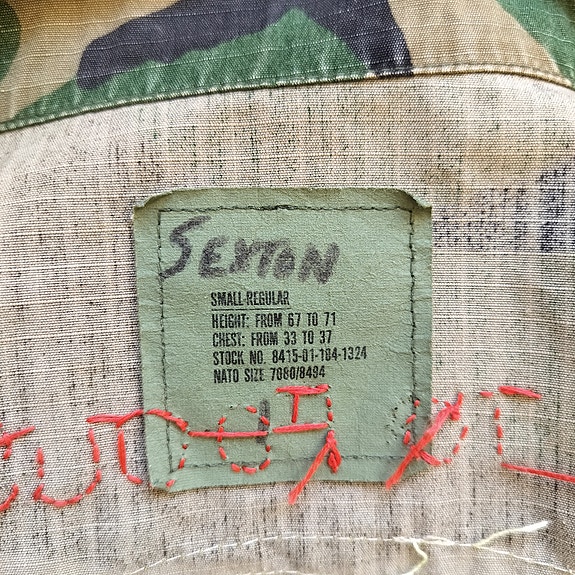 SEXTON
SMALL-REGULAR
HEIGHT: FROM 67 TO 71
CHEST: FROM 33 TO 37
STOCK NO. 8415-01-184-1324
NATO SIZE 7080/8494